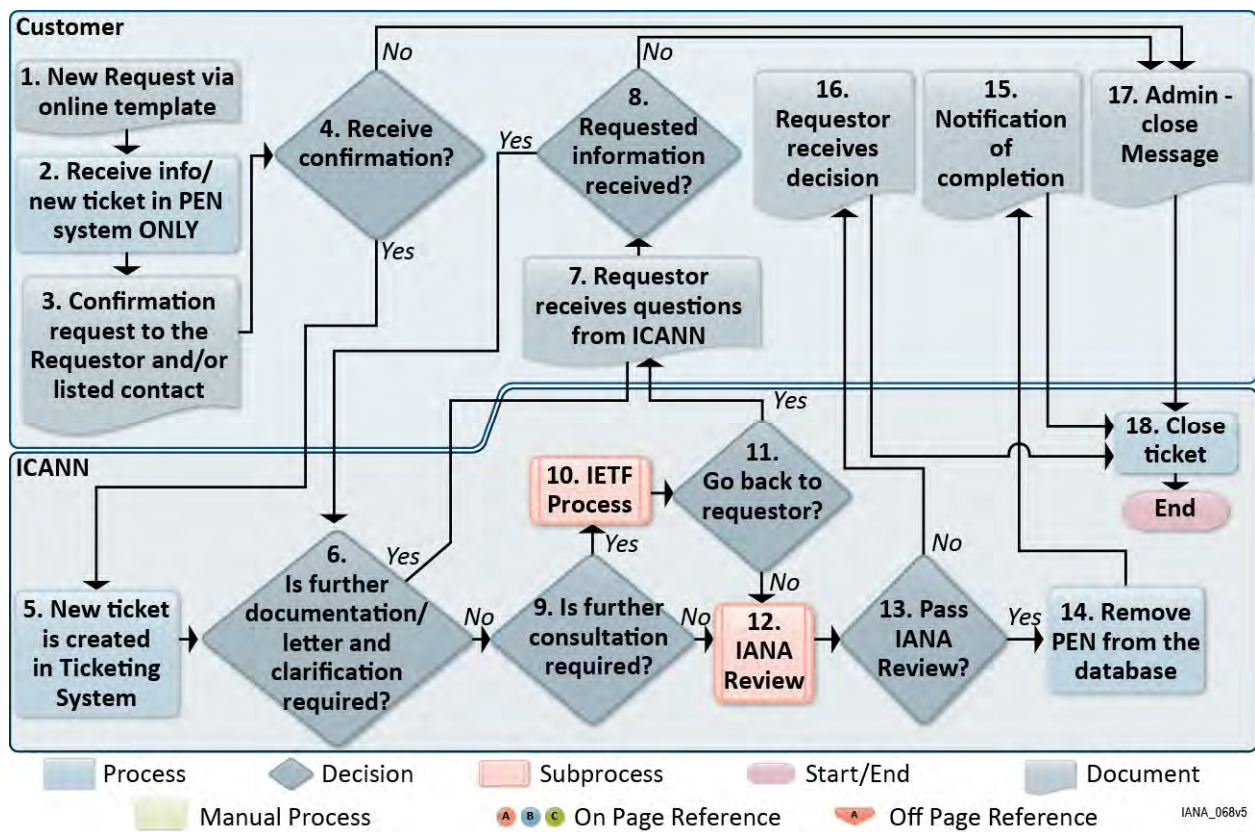 Customer
1. New Request via
online template
2. Receive info/
new ticket in PEN
system ONLY
3. Confirmation
request to the
Requestor and/or
listed contact
No
4. Receive
confirmation?
Yes
No
8.
Requested
information
received?
Yes
7. Requestor
receives questions
from ICANN
16.
Requestor
receives
decision
15.
Notification
of
completion
17. Admin -
close
Message
18. Close
ticket
End
ICANN
5. New ticket
is created
in Ticketing
System
6.
Is further
documentation/
letter and
clarification
required?
Yes
No
9. Is further
consultation
required?
Yes
No
10. IETF
Process
11.
Go back to
requestor?
Yes
No
12.
IANA
Review
13. Pass
IANA
Review?
No
Yes
14. Remove
PEN from the
database
Process
Decision
Subprocess
Start/End
Document
Manual Process
A B C On Page Reference
A Off Page Reference
IANA_068v5